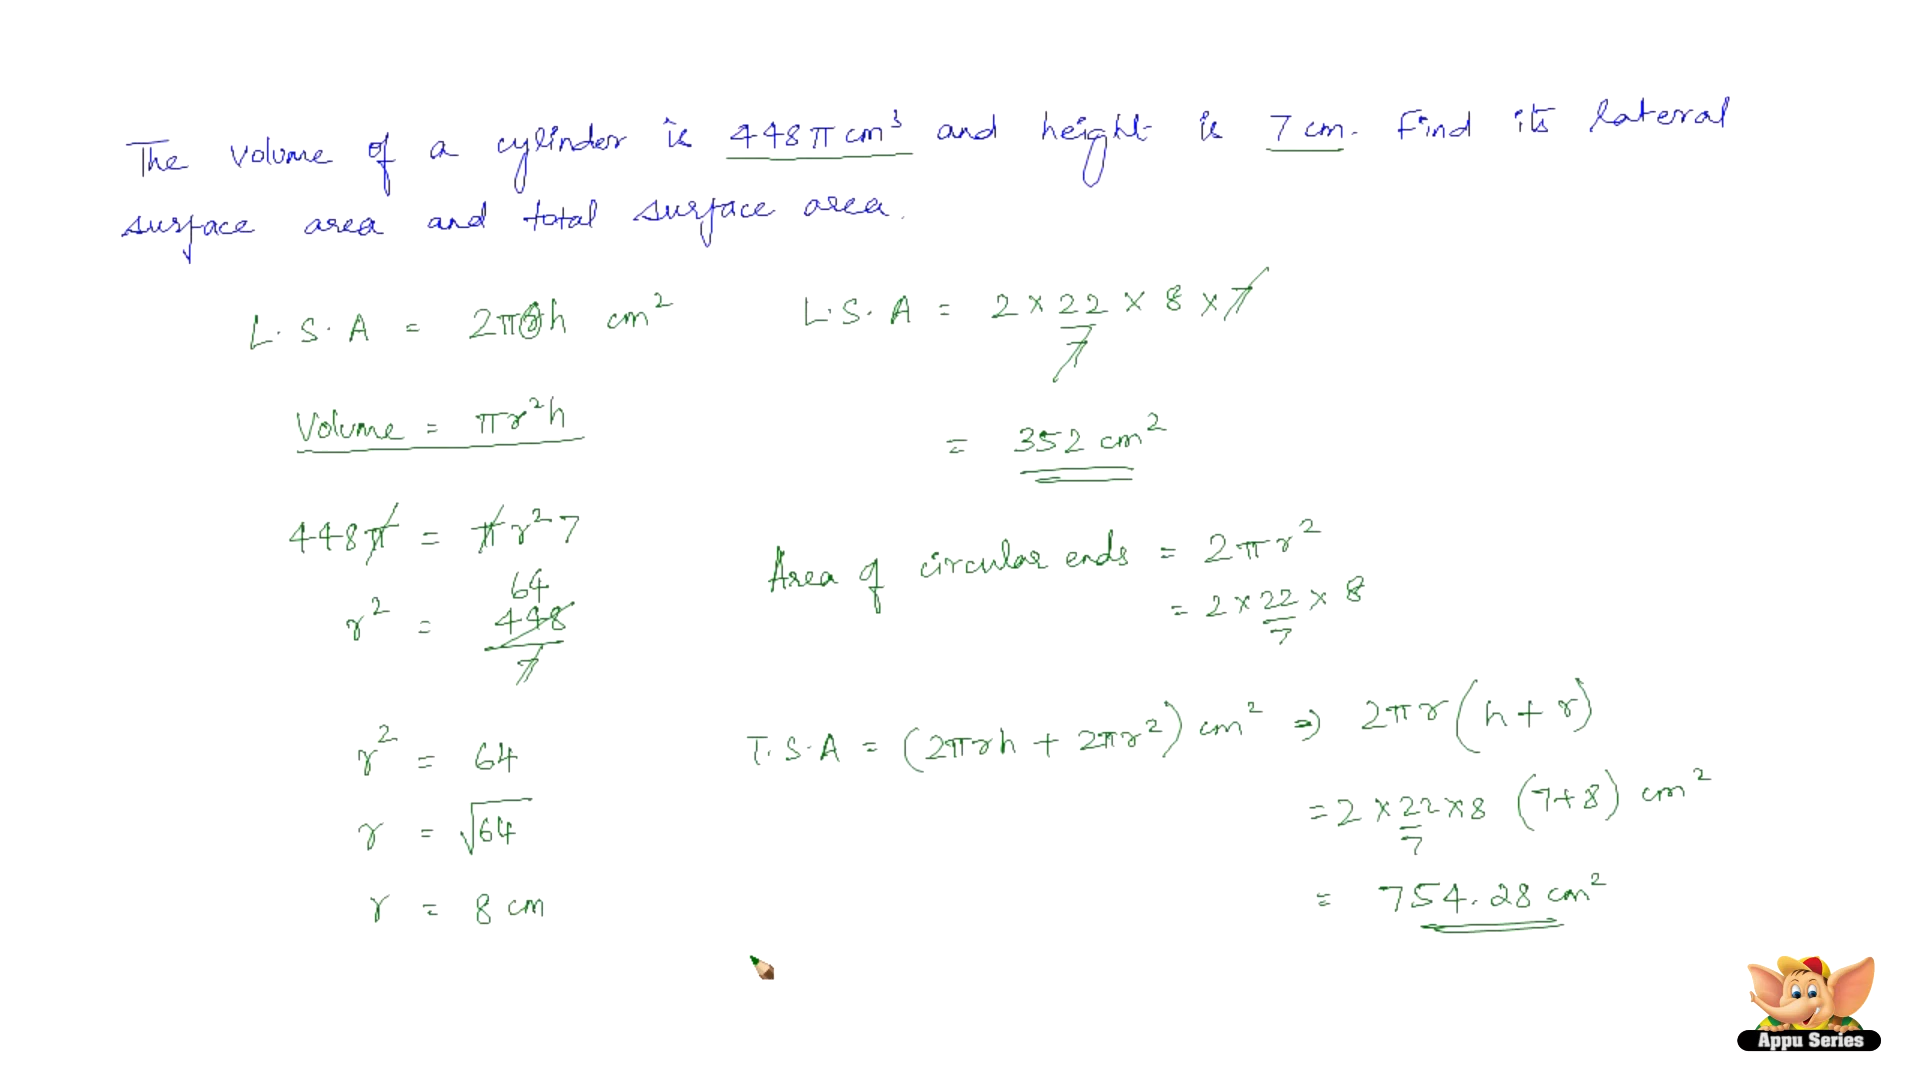 The volume of a cylinder is 448π cm³ and height is 7 cm. Find its lateral
surface area and total surface area.
L.S.A = 2πrh cm²
Volume = πr²h
448π = πr²7
64
r² = 448/7
r² = 64
r = √64
r = 8 cm
L.S.A = 2 × 22/7 × 8 × 7
= 352 cm²
Area of circular ends = 2πr²
= 2 × 22/7 × 8
T.S.A = (2πrh + 2πr²) cm² ⇒ 2πr(h + r)
= 2 × 22/7 × 8 (7+8) cm²
= 754.28 cm²
Appu Series